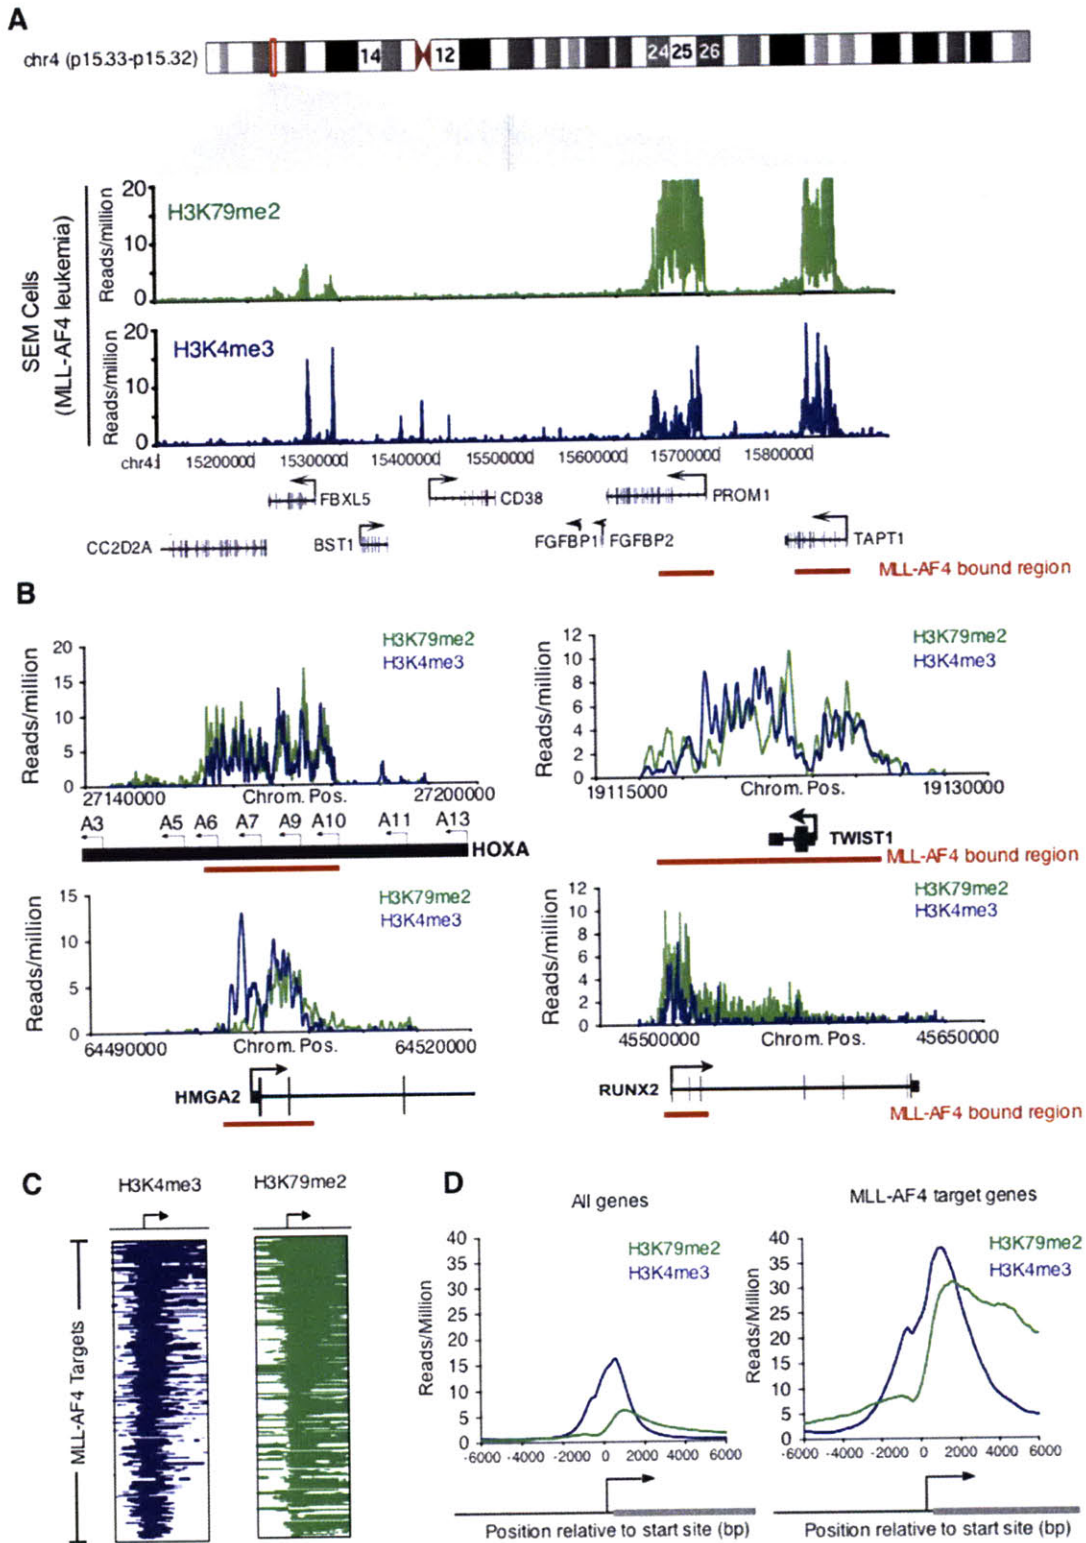 A
chr4 (p15.33-p15.32)
14
12
24
25
26
SEM Cells
(MLL-AF4 leukemia)
Reads/million
20
10
0
H3K79me2
Reads/million
20
10
0
H3K4me3
chr4:
15200000
15300000
15400000
15500000
15600000
15700000
15800000
FBXL5
CD38
PROM1
CC2D2A
BST1
FGFBP1
FGFBP2
TAPT1
MLL-AF4 bound region
B
Reads/million
20
15
10
5
0
H3K79me2
H3K4me3
27140000
Chrom. Pos.
27200000
A3
A5
A6
A7
A9
A10
A11
A13
HOXA
Reads/million
12
10
8
6
4
2
0
H3K79me2
H3K4me3
19115000
Chrom. Pos.
19130000
TWIST1
MLL-AF4 bound region
Reads/million
15
10
5
0
H3K79me2
H3K4me3
64490000
Chrom. Pos.
64520000
HMGA2
Reads/million
12
10
8
6
4
2
0
H3K79me2
H3K4me3
45500000
Chrom. Pos.
45650000
RUNX2
MLL-AF4 bound region
C
H3K4me3
H3K79me2
MLL-AF4 Targets
D
All genes
Reads/Million
40
35
30
25
20
15
10
5
0
H3K79me2
H3K4me3
-6000 -4000 -2000 0 2000 4000 6000
Position relative to start site (bp)
MLL-AF4 target genes
Reads/Million
40
35
30
25
20
15
10
5
0
H3K79me2
H3K4me3
-6000 -4000 -2000 0 2000 4000 6000
Position relative to start site (bp)